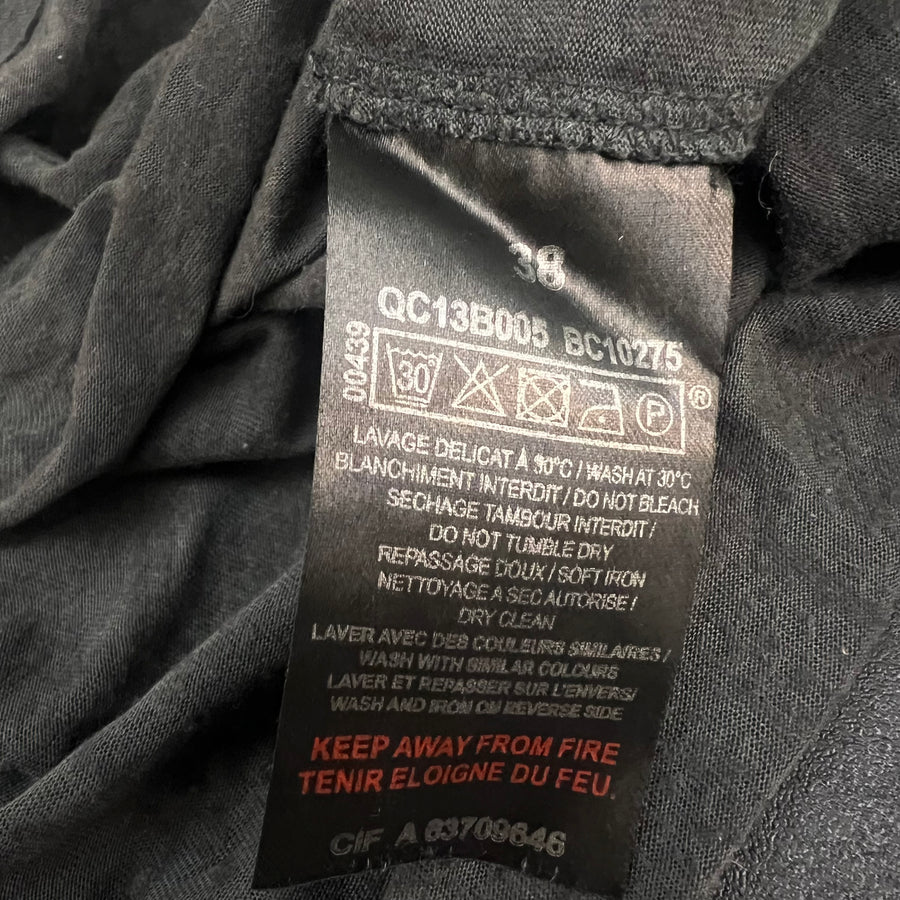 38
QC13B005 BC10275
00439
30 P ®
LAVAGE DELICAT À 30°C / WASH AT 30°C
BLANCHIMENT INTERDIT / DO NOT BLEACH
SECHAGE TAMBOUR INTERDIT /
DO NOT TUMBLE DRY
REPASSAGE DOUX / SOFT IRON
NETTOYAGE A SEC AUTORISE /
DRY CLEAN
LAVER AVEC DES COULEURS SIMILAIRES /
WASH WITH SIMILAR COLOURS
LAVER ET REPASSER SUR L'ENVERS/
WASH AND IRON ON REVERSE SIDE
KEEP AWAY FROM FIRE
TENIR ELOIGNE DU FEU.
CIF A 63709646